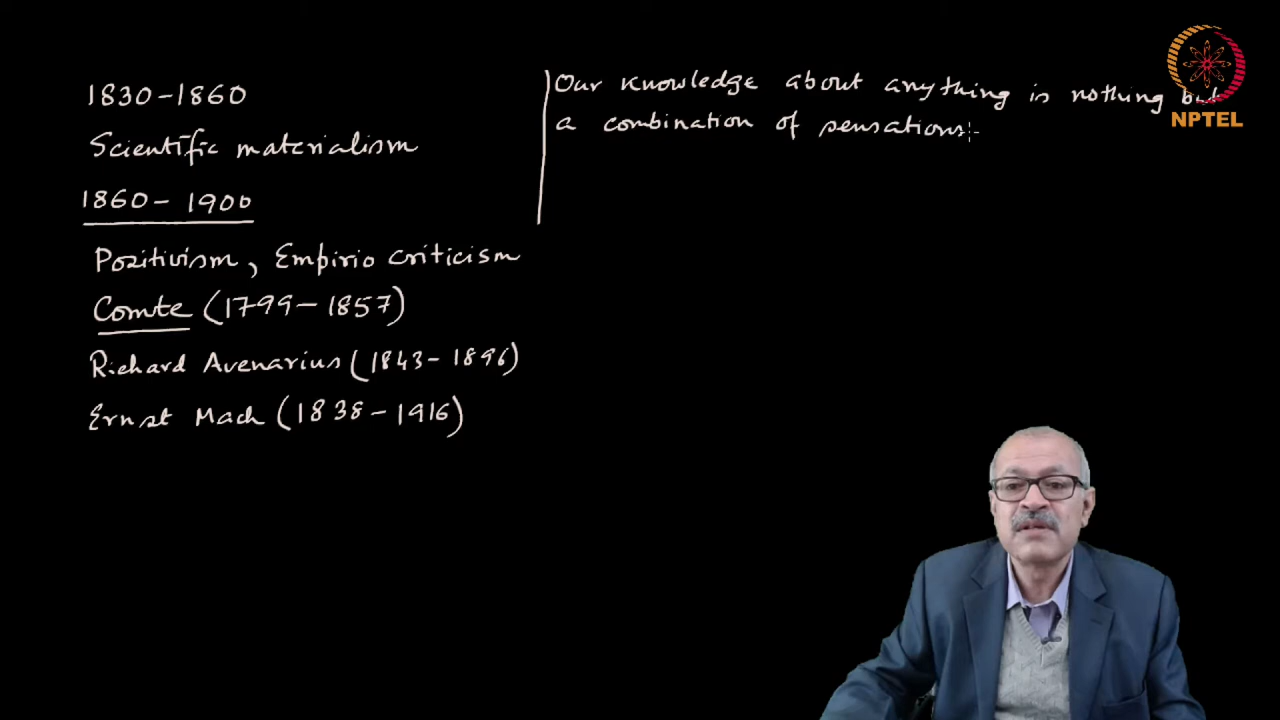 1830-1860
Scientific materialism
1860-1900
Positivism, Empirio criticism
Comte (1799-1857)
Richard Avenarius (1843-1896)
Ernst Mach (1838-1916)
Our knowledge about anything is nothing but
a combination of sensations
NPTEL